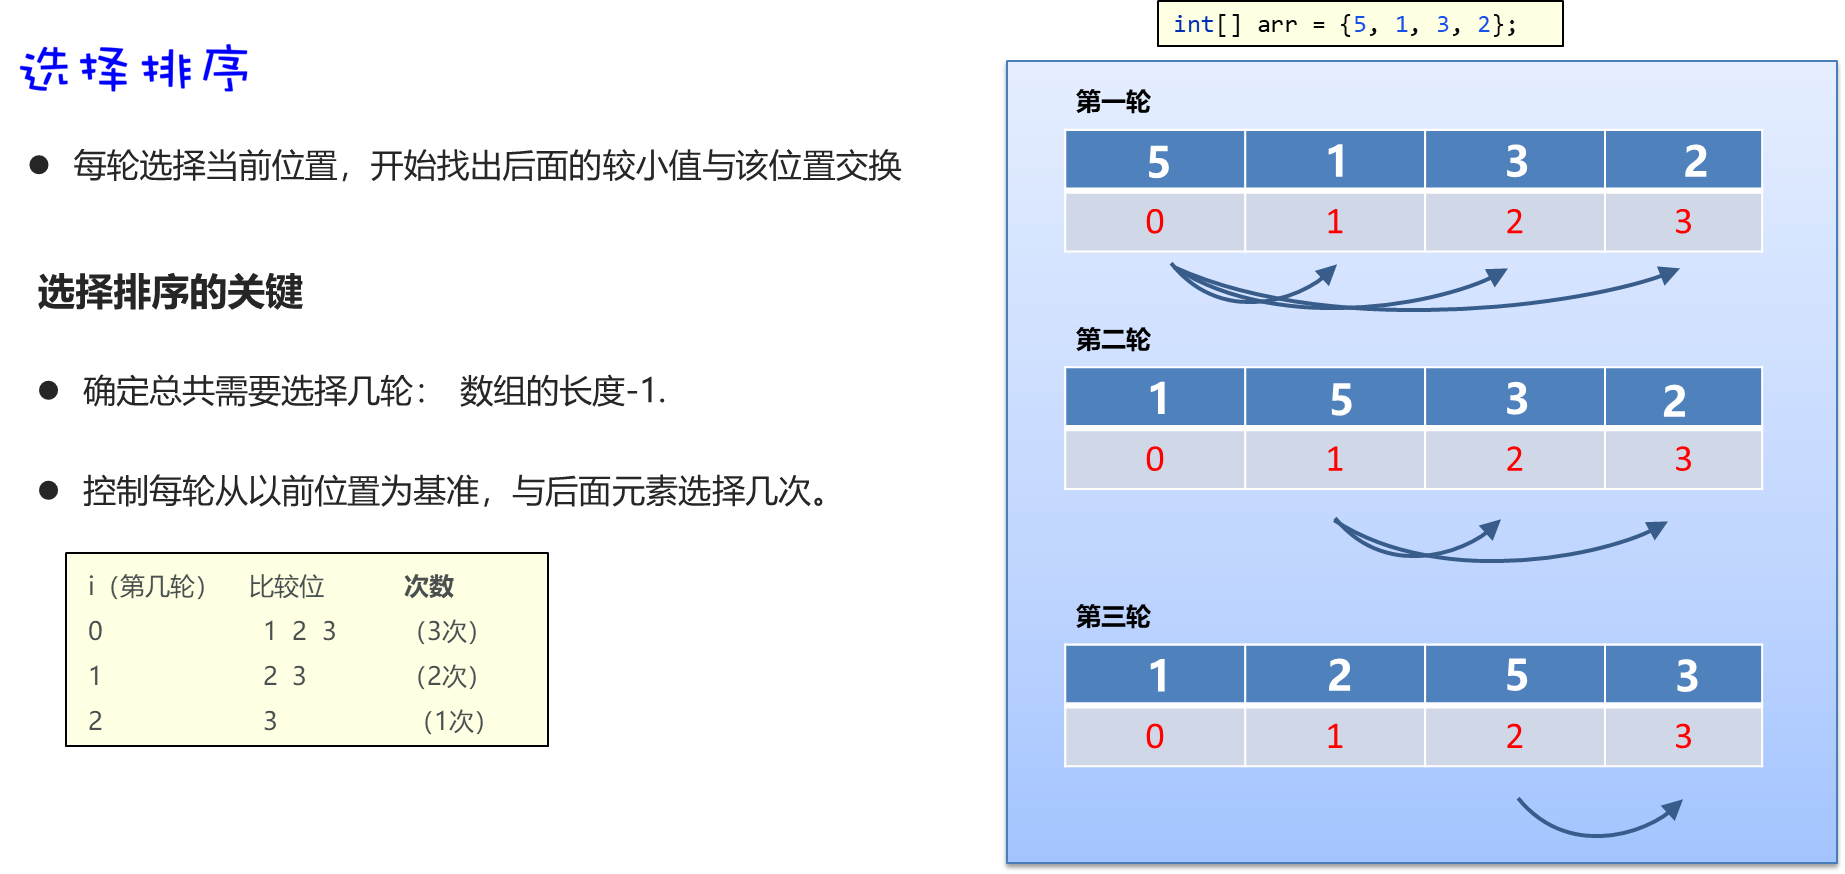 选择排序
● 每轮选择当前位置，开始找出后面的较小值与该位置交换
选择排序的关键
● 确定总共需要选择几轮： 数组的长度-1.
● 控制每轮从以前位置为基准，与后面元素选择几次。
i（第几轮） 比较位 次数
0 1 2 3 （3次）
1 2 3 （2次）
2 3 （1次）
int[] arr = {5, 1, 3, 2};
第一轮
5 1 3 2
0 1 2 3
第二轮
1 5 3 2
0 1 2 3
第三轮
1 2 5 3
0 1 2 3